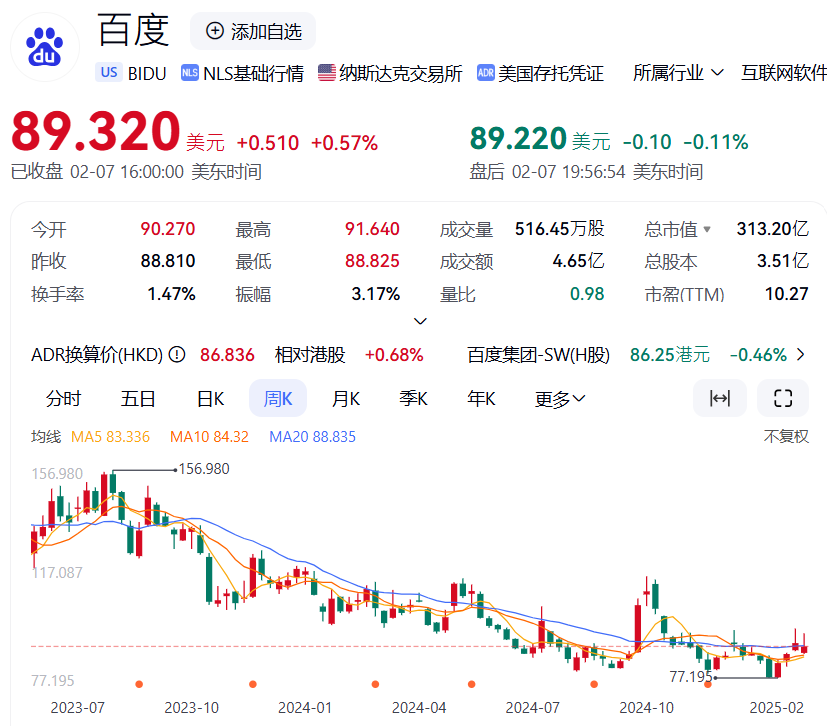 du
百度
添加自选
US BIDU NLS NLS基础行情 纳斯达克交易所 ADR 美国存托凭证 所属行业 互联网软件
89.320 美元 +0.510 +0.57% 89.220 美元 -0.10 -0.11%
已收盘 02-07 16:00:00 美东时间 盘后 02-07 19:56:54 美东时间
今开 90.270 最高 91.640 成交量 516.45万股 总市值 313.20亿
昨收 88.810 最低 88.825 成交额 4.65亿 总股本 3.51亿
换手率 1.47% 振幅 3.17% 量比 0.98 市盈(TTM) 10.27
ADR换算价(HKD) 86.836 相对港股 +0.68% 百度集团-SW(H股) 86.25港元 -0.46%
分时 五日 日K 周K 月K 季K 年K 更多
均线 MA5 83.336 MA10 84.32 MA20 88.835 不复权
156.980 156.980
117.087
77.195 77.195
2023-07 2023-10 2024-01 2024-04 2024-07 2024-10 2025-02